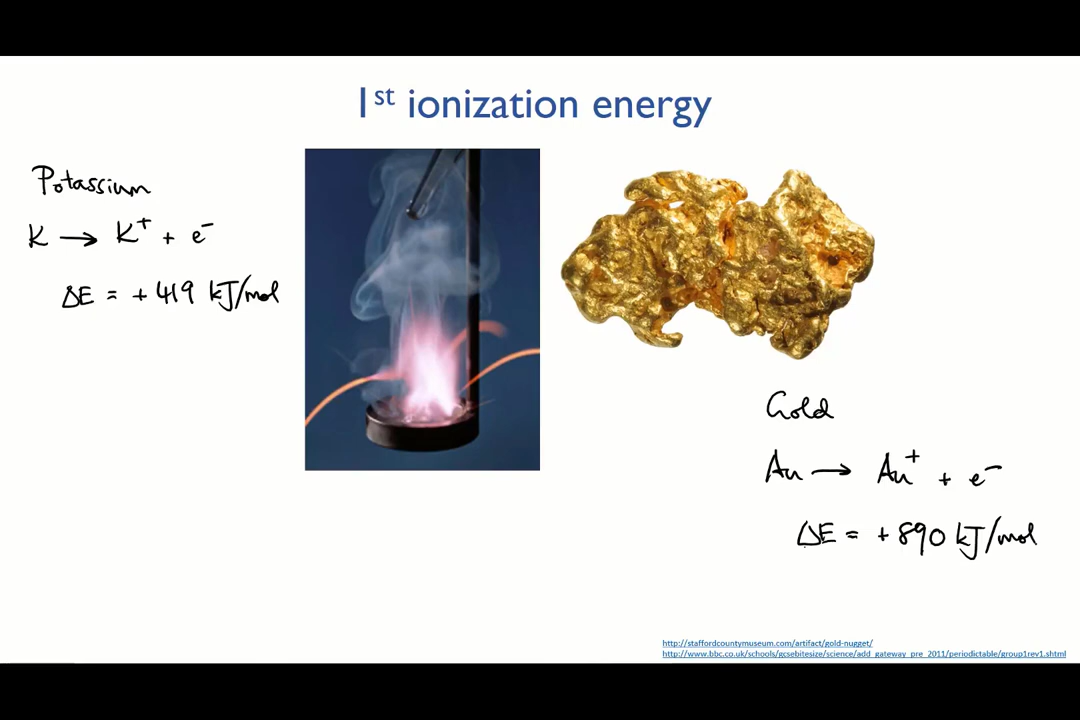 1st ionization energy
Potassium
K → K⁺ + e⁻
ΔE = + 419 kJ/mol
Gold
Au → Au⁺ + e⁻
ΔE = + 890 kJ/mol
http://staffordcountymuseum.com/artifact/gold-nugget/
http://www.bbc.co.uk/schools/gcsebitesize/science/add_gateway_pre_2011/periodictable/group1rev1.shtml